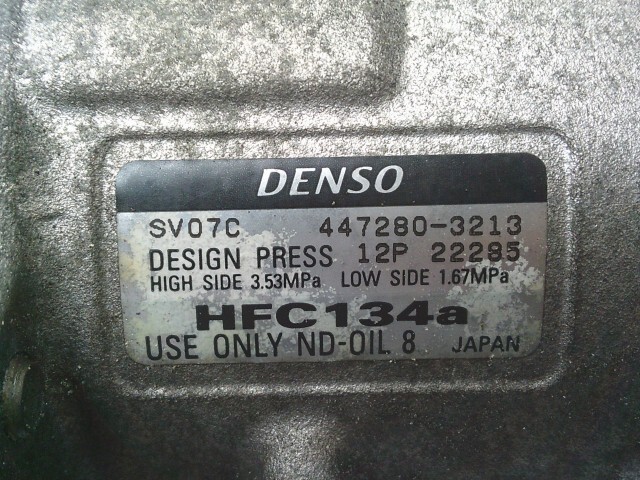 DENSO
SV07C 447280-3213
DESIGN PRESS 12P 22285
HIGH SIDE 3.53MPa LOW SIDE 1.67MPa
HFC134a
USE ONLY ND-OIL 8 JAPAN